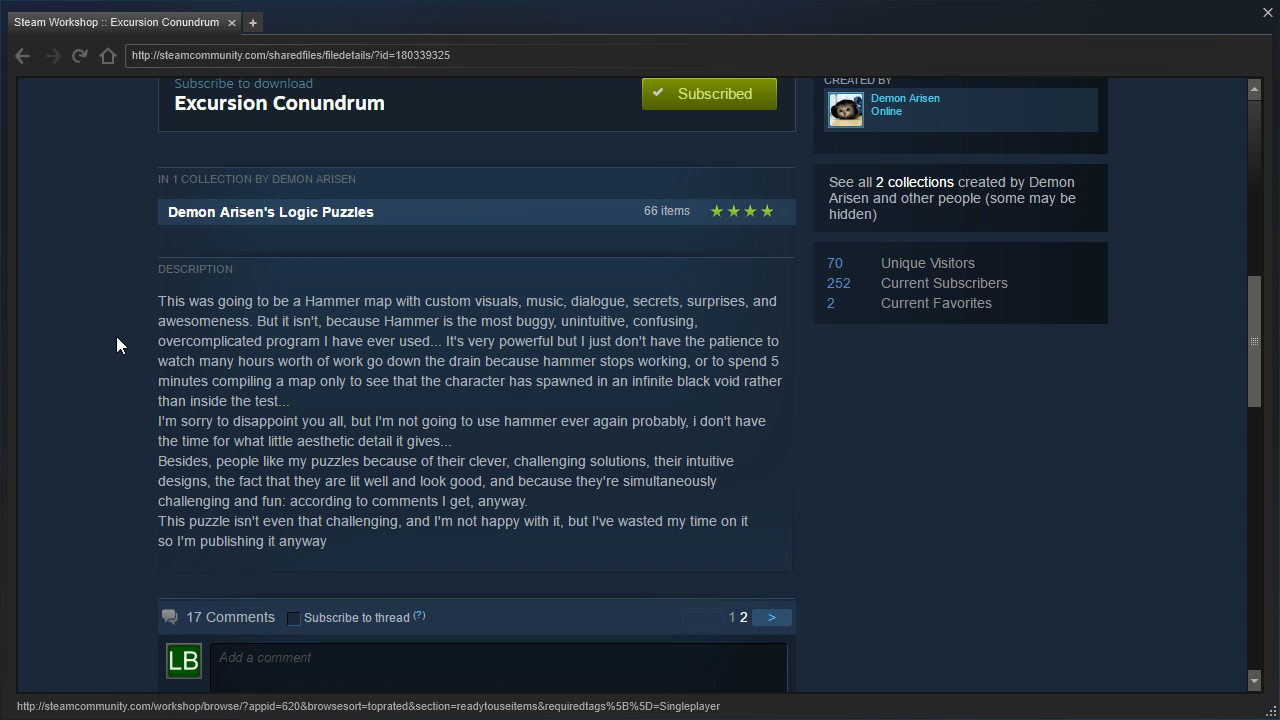 Steam Workshop :: Excursion Conundrum
http://steamcommunity.com/sharedfiles/filedetails/?id=180339325
Subscribe to download
Excursion Conundrum
Subscribed
IN 1 COLLECTION BY DEMON ARISEN
Demon Arisen's Logic Puzzles 66 items
DESCRIPTION
This was going to be a Hammer map with custom visuals, music, dialogue, secrets, surprises, and
awesomeness. But it isn't, because Hammer is the most buggy, unintuitive, confusing,
overcomplicated program I have ever used... It's very powerful but I just don't have the patience to
watch many hours worth of work go down the drain because hammer stops working, or to spend 5
minutes compiling a map only to see that the character has spawned in an infinite black void rather
than inside the test...
I'm sorry to disappoint you all, but I'm not going to use hammer ever again probably, i don't have
the time for what little aesthetic detail it gives...
Besides, people like my puzzles because of their clever, challenging solutions, their intuitive
designs, the fact that they are lit well and look good, and because they're simultaneously
challenging and fun: according to comments I get, anyway.
This puzzle isn't even that challenging, and I'm not happy with it, but I've wasted my time on it
so I'm publishing it anyway
17 Comments Subscribe to thread (?) 1 2 >
LB
Add a comment
CREATED BY
Demon Arisen
Online
See all 2 collections created by Demon
Arisen and other people (some may be
hidden)
70 Unique Visitors
252 Current Subscribers
2 Current Favorites
http://steamcommunity.com/workshop/browse/?appid=620&browsesort=toprated&section=readytouseitems&requiredtags%5B%5D=Singleplayer